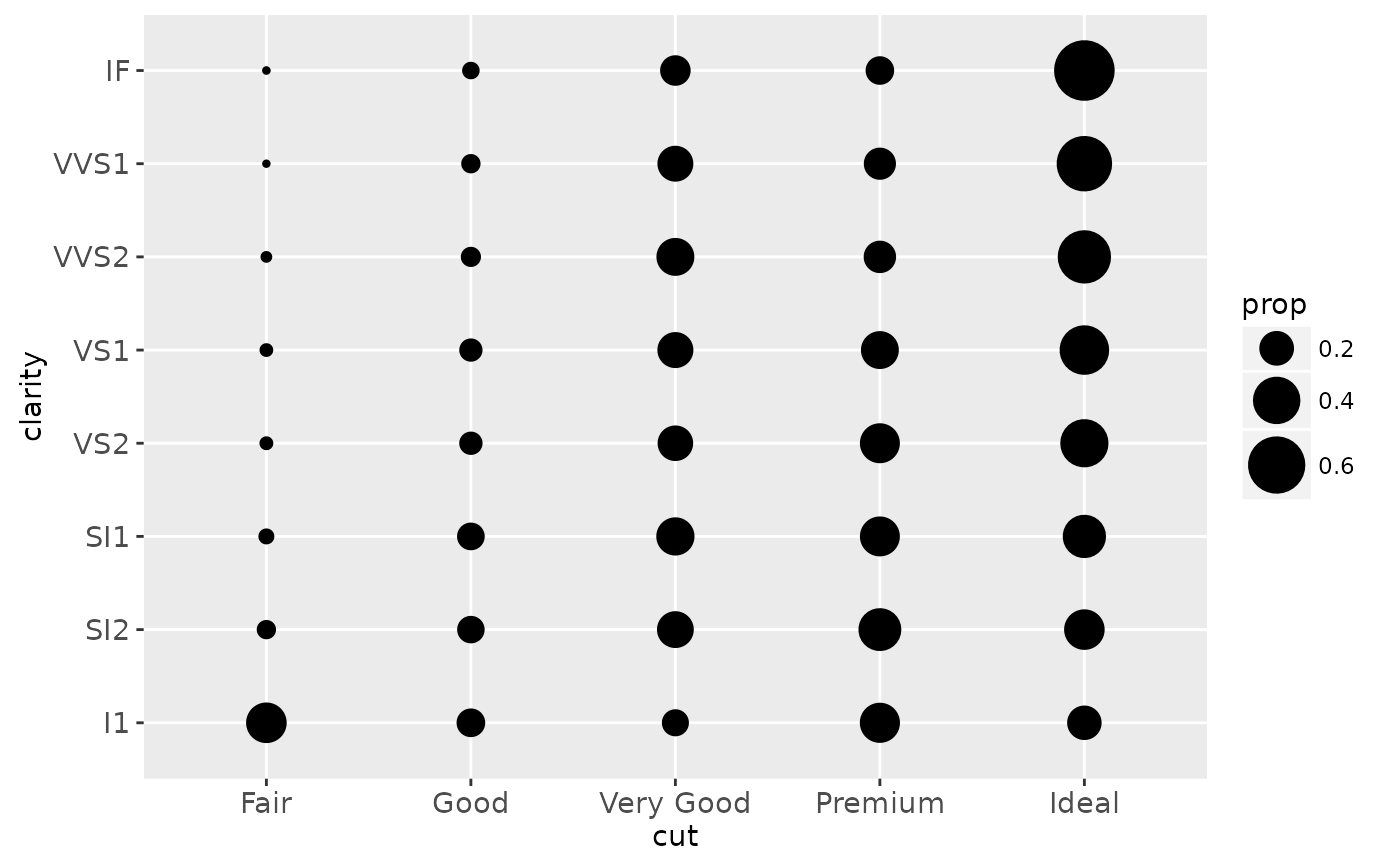 IF
VVS1
VVS2
VS1
VS2
SI1
SI2
I1
clarity
Fair Good Very Good Premium Ideal
cut
prop
0.2
0.4
0.6